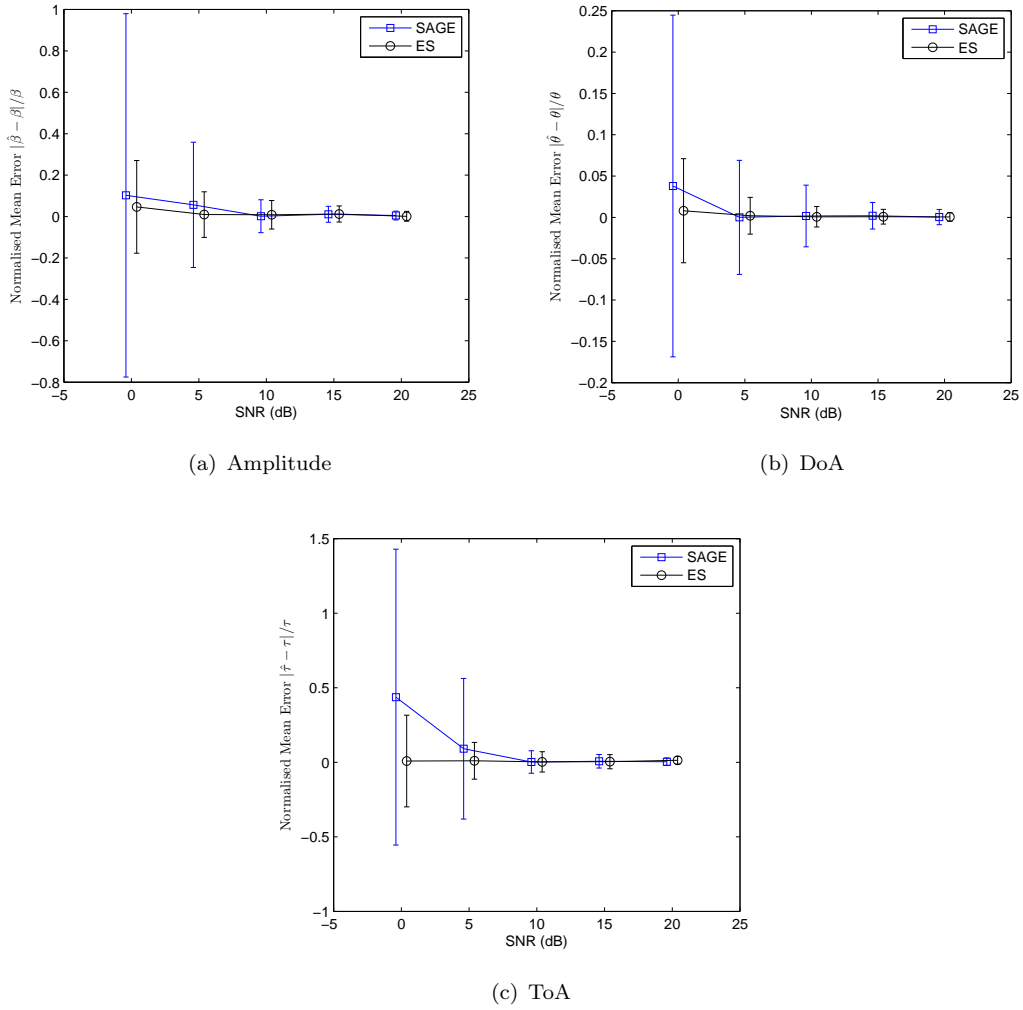 1
0.8
0.6
0.4
0.2
0
−0.2
−0.4
−0.6
−0.8
−5 0 5 10 15 20 25
SNR (dB)
Normalised Mean Error |β̂ − β|/β
SAGE
ES
(a) Amplitude
0.25
0.2
0.15
0.1
0.05
0
−0.05
−0.1
−0.15
−0.2
−5 0 5 10 15 20 25
SNR (dB)
Normalised Mean Error |θ̂ − θ|/θ
SAGE
ES
(b) DoA
1.5
1
0.5
0
−0.5
−1
−5 0 5 10 15 20 25
SNR (dB)
Normalised Mean Error |τ̂ − τ|/τ
SAGE
ES
(c) ToA